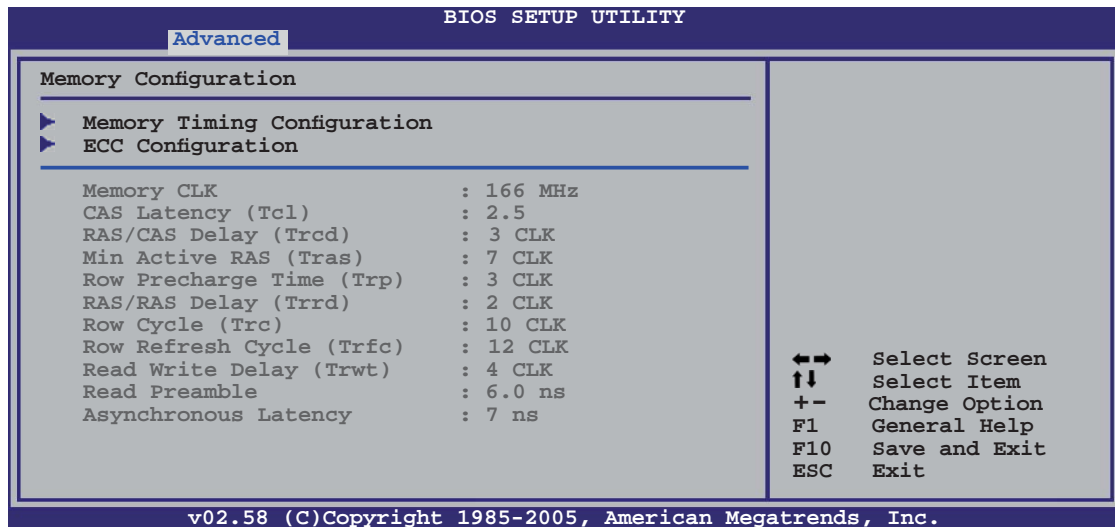 BIOS SETUP UTILITY
Advanced
Memory Configuration
Memory Timing Configuration
ECC Configuration
Memory CLK : 166 MHz
CAS Latency (Tcl) : 2.5
RAS/CAS Delay (Trcd) : 3 CLK
Min Active RAS (Tras) : 7 CLK
Row Precharge Time (Trp) : 3 CLK
RAS/RAS Delay (Trrd) : 2 CLK
Row Cycle (Trc) : 10 CLK
Row Refresh Cycle (Trfc) : 12 CLK
Read Write Delay (Trwt) : 4 CLK
Read Preamble : 6.0 ns
Asynchronous Latency : 7 ns
←→ Select Screen
↑↓ Select Item
+- Change Option
F1 General Help
F10 Save and Exit
ESC Exit
v02.58 (C)Copyright 1985-2005, American Megatrends, Inc.